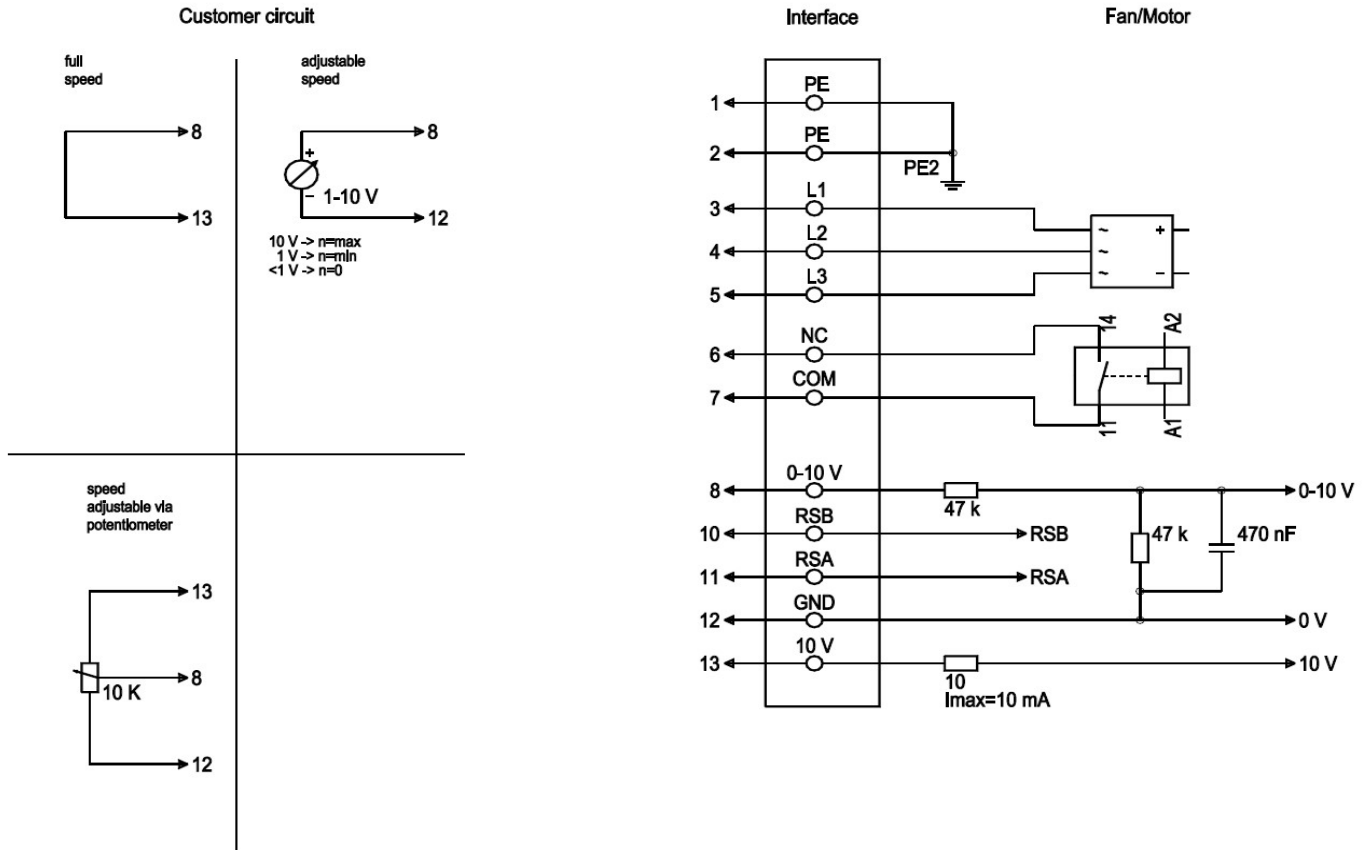 Customer circuit
Interface
Fan/Motor
full
speed
8
13
adjustable
speed
8
+
− 1-10 V
12
10 V -> n=max
1 V -> n=min
<1 V -> n=0
speed
adjustable via
potentiometer
13
8
10 K
12
1
PE
2
PE
PE2
3
L1
4
L2
5
L3
~ +
~
~ −
6
NC
7
COM
14
A2
11
A1
8
0-10 V
47 k
0-10 V
10
RSB
RSB
47 k
470 nF
11
RSA
RSA
12
GND
0 V
13
10 V
10
Imax=10 mA
10 V